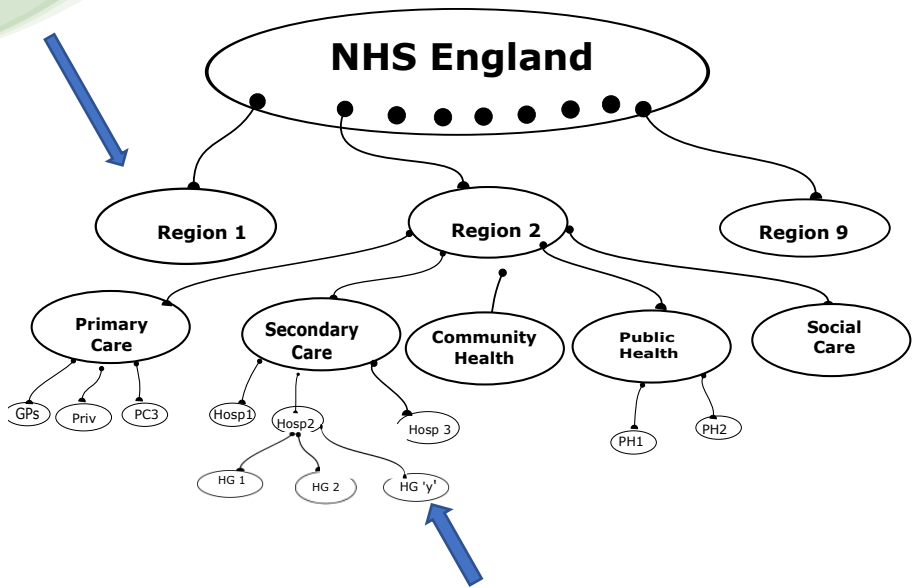 NHS England
Region 1
Region 2
Region 9
Primary
Care
Secondary
Care
Community
Health
Public
Health
Social
Care
GPs
Priv
PC3
Hosp1
Hosp2
Hosp 3
PH1
PH2
HG 1
HG 2
HG 'y'